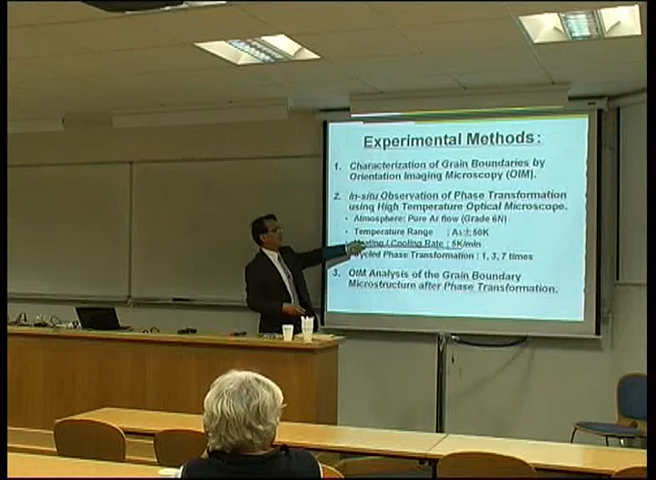 Experimental Methods:
1. Characterization of Grain Boundaries by
Orientation Imaging Microscopy (OIM).
2. In-situ Observation of Phase Transformation
using High Temperature Optical Microscope.
• Atmosphere: Pure Ar flow (Grade 6N)
• Temperature Range : ± 50K
/ Cooling Rate : 5K/min
Phase Transformation : 1, 3, 7 times
3. OIM Analysis of the Grain Boundary
Microstructure after Phase Transformation.